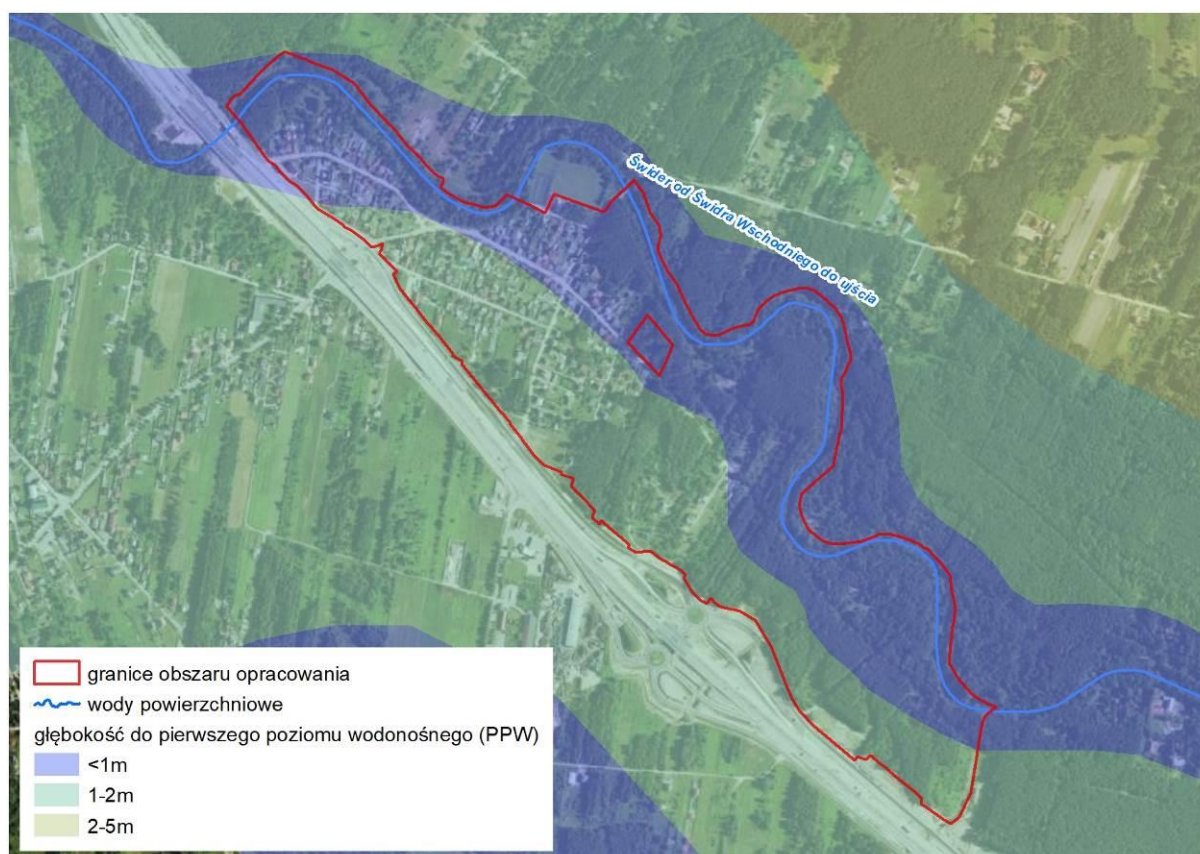 Świder od Świdra Wschodniego do ujścia
granice obszaru opracowania
wody powierzchniowe
głębokość do pierwszego poziomu wodonośnego (PPW)
<1m
1-2m
2-5m